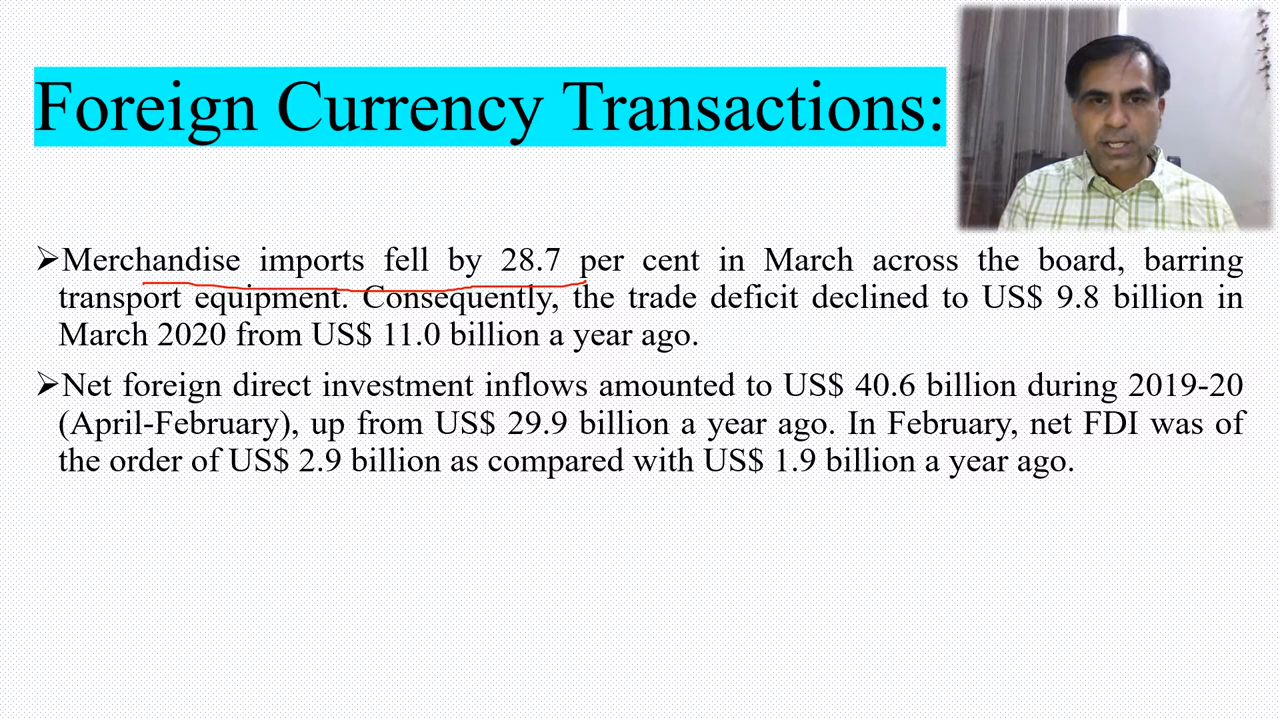 Foreign Currency Transactions:
➢Merchandise imports fell by 28.7 per cent in March across the board, barring
transport equipment. Consequently, the trade deficit declined to US$ 9.8 billion in
March 2020 from US$ 11.0 billion a year ago.
➢Net foreign direct investment inflows amounted to US$ 40.6 billion during 2019-20
(April-February), up from US$ 29.9 billion a year ago. In February, net FDI was of
the order of US$ 2.9 billion as compared with US$ 1.9 billion a year ago.